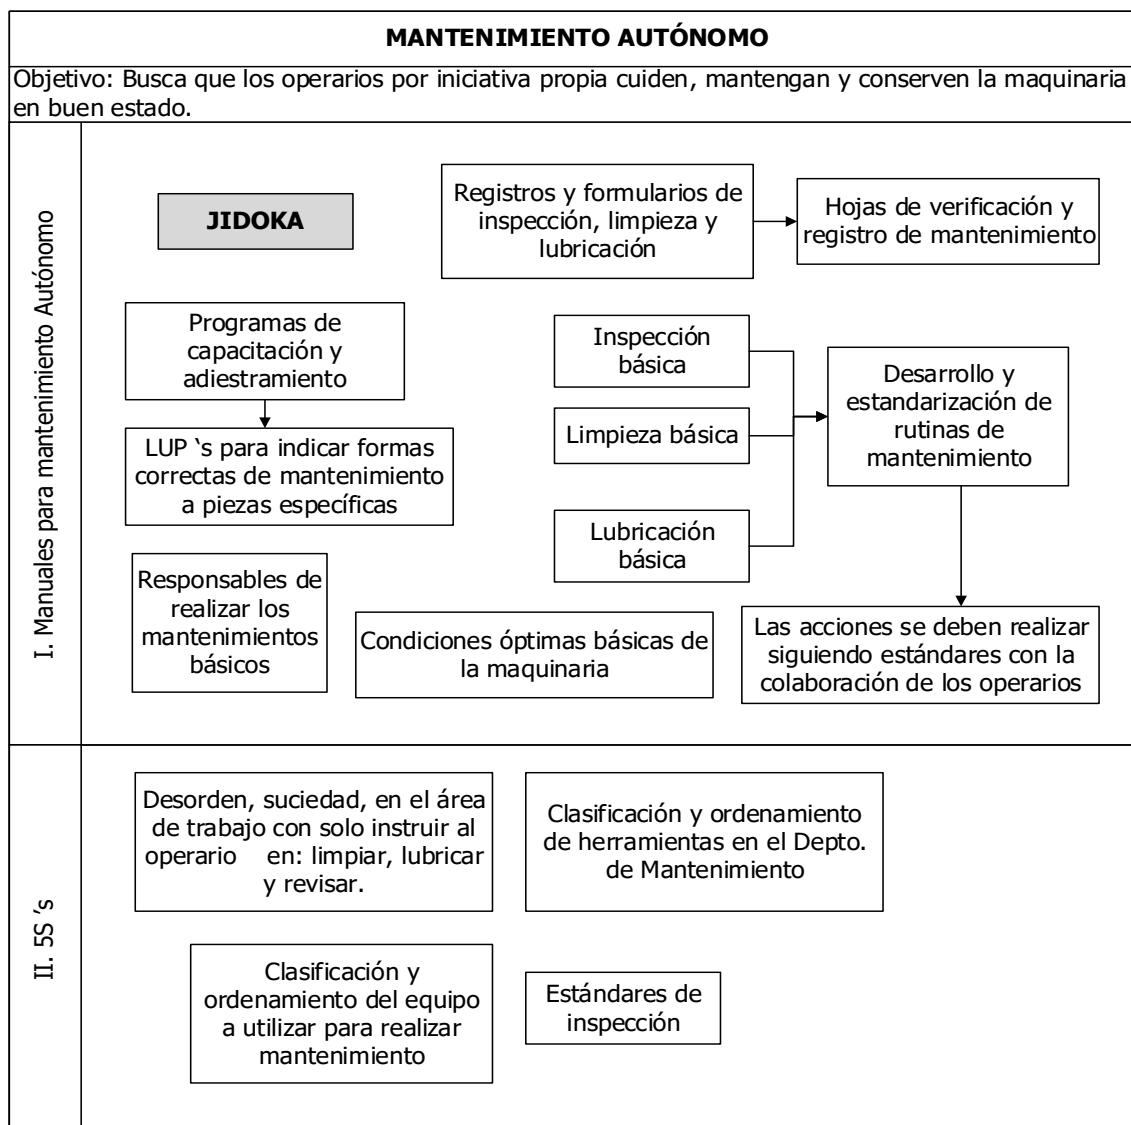 MANTENIMIENTO AUTÓNOMO
Objetivo: Busca que los operarios por iniciativa propia cuiden, mantengan y conserven la maquinaria
en buen estado.
I. Manuales para mantenimiento Autónomo
JIDOKA
Registros y formularios de
inspección, limpieza y
lubricación
Hojas de verificación y
registro de mantenimiento
Programas de
capacitación y
adiestramiento
LUP ‘s para indicar formas
correctas de mantenimiento
a piezas específicas
Responsables de
realizar los
mantenimientos
básicos
Inspección
básica
Limpieza básica
Lubricación
básica
Desarrollo y
estandarización de
rutinas de
mantenimiento
Condiciones óptimas básicas de
la maquinaria
Las acciones se deben realizar
siguiendo estándares con la
colaboración de los operarios
II. 5S ‘s
Desorden, suciedad, en el área
de trabajo con solo instruir al
operario en: limpiar, lubricar
y revisar.
Clasificación y ordenamiento
de herramientas en el Depto.
de Mantenimiento
Clasificación y
ordenamiento del equipo
a utilizar para realizar
mantenimiento
Estándares de
inspección